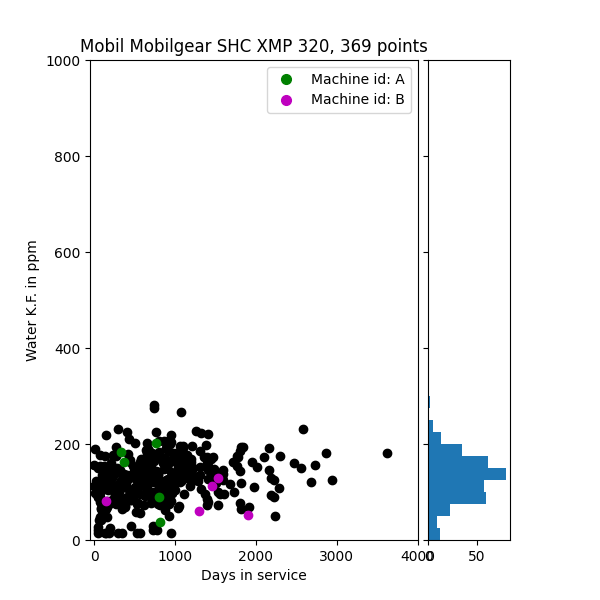 Mobil Mobilgear SHC XMP 320, 369 points
Machine id: A
Machine id: B
1000
800
600
400
200
0
Water K.F. in ppm
0 1000 2000 3000 4000
0 50
Days in service